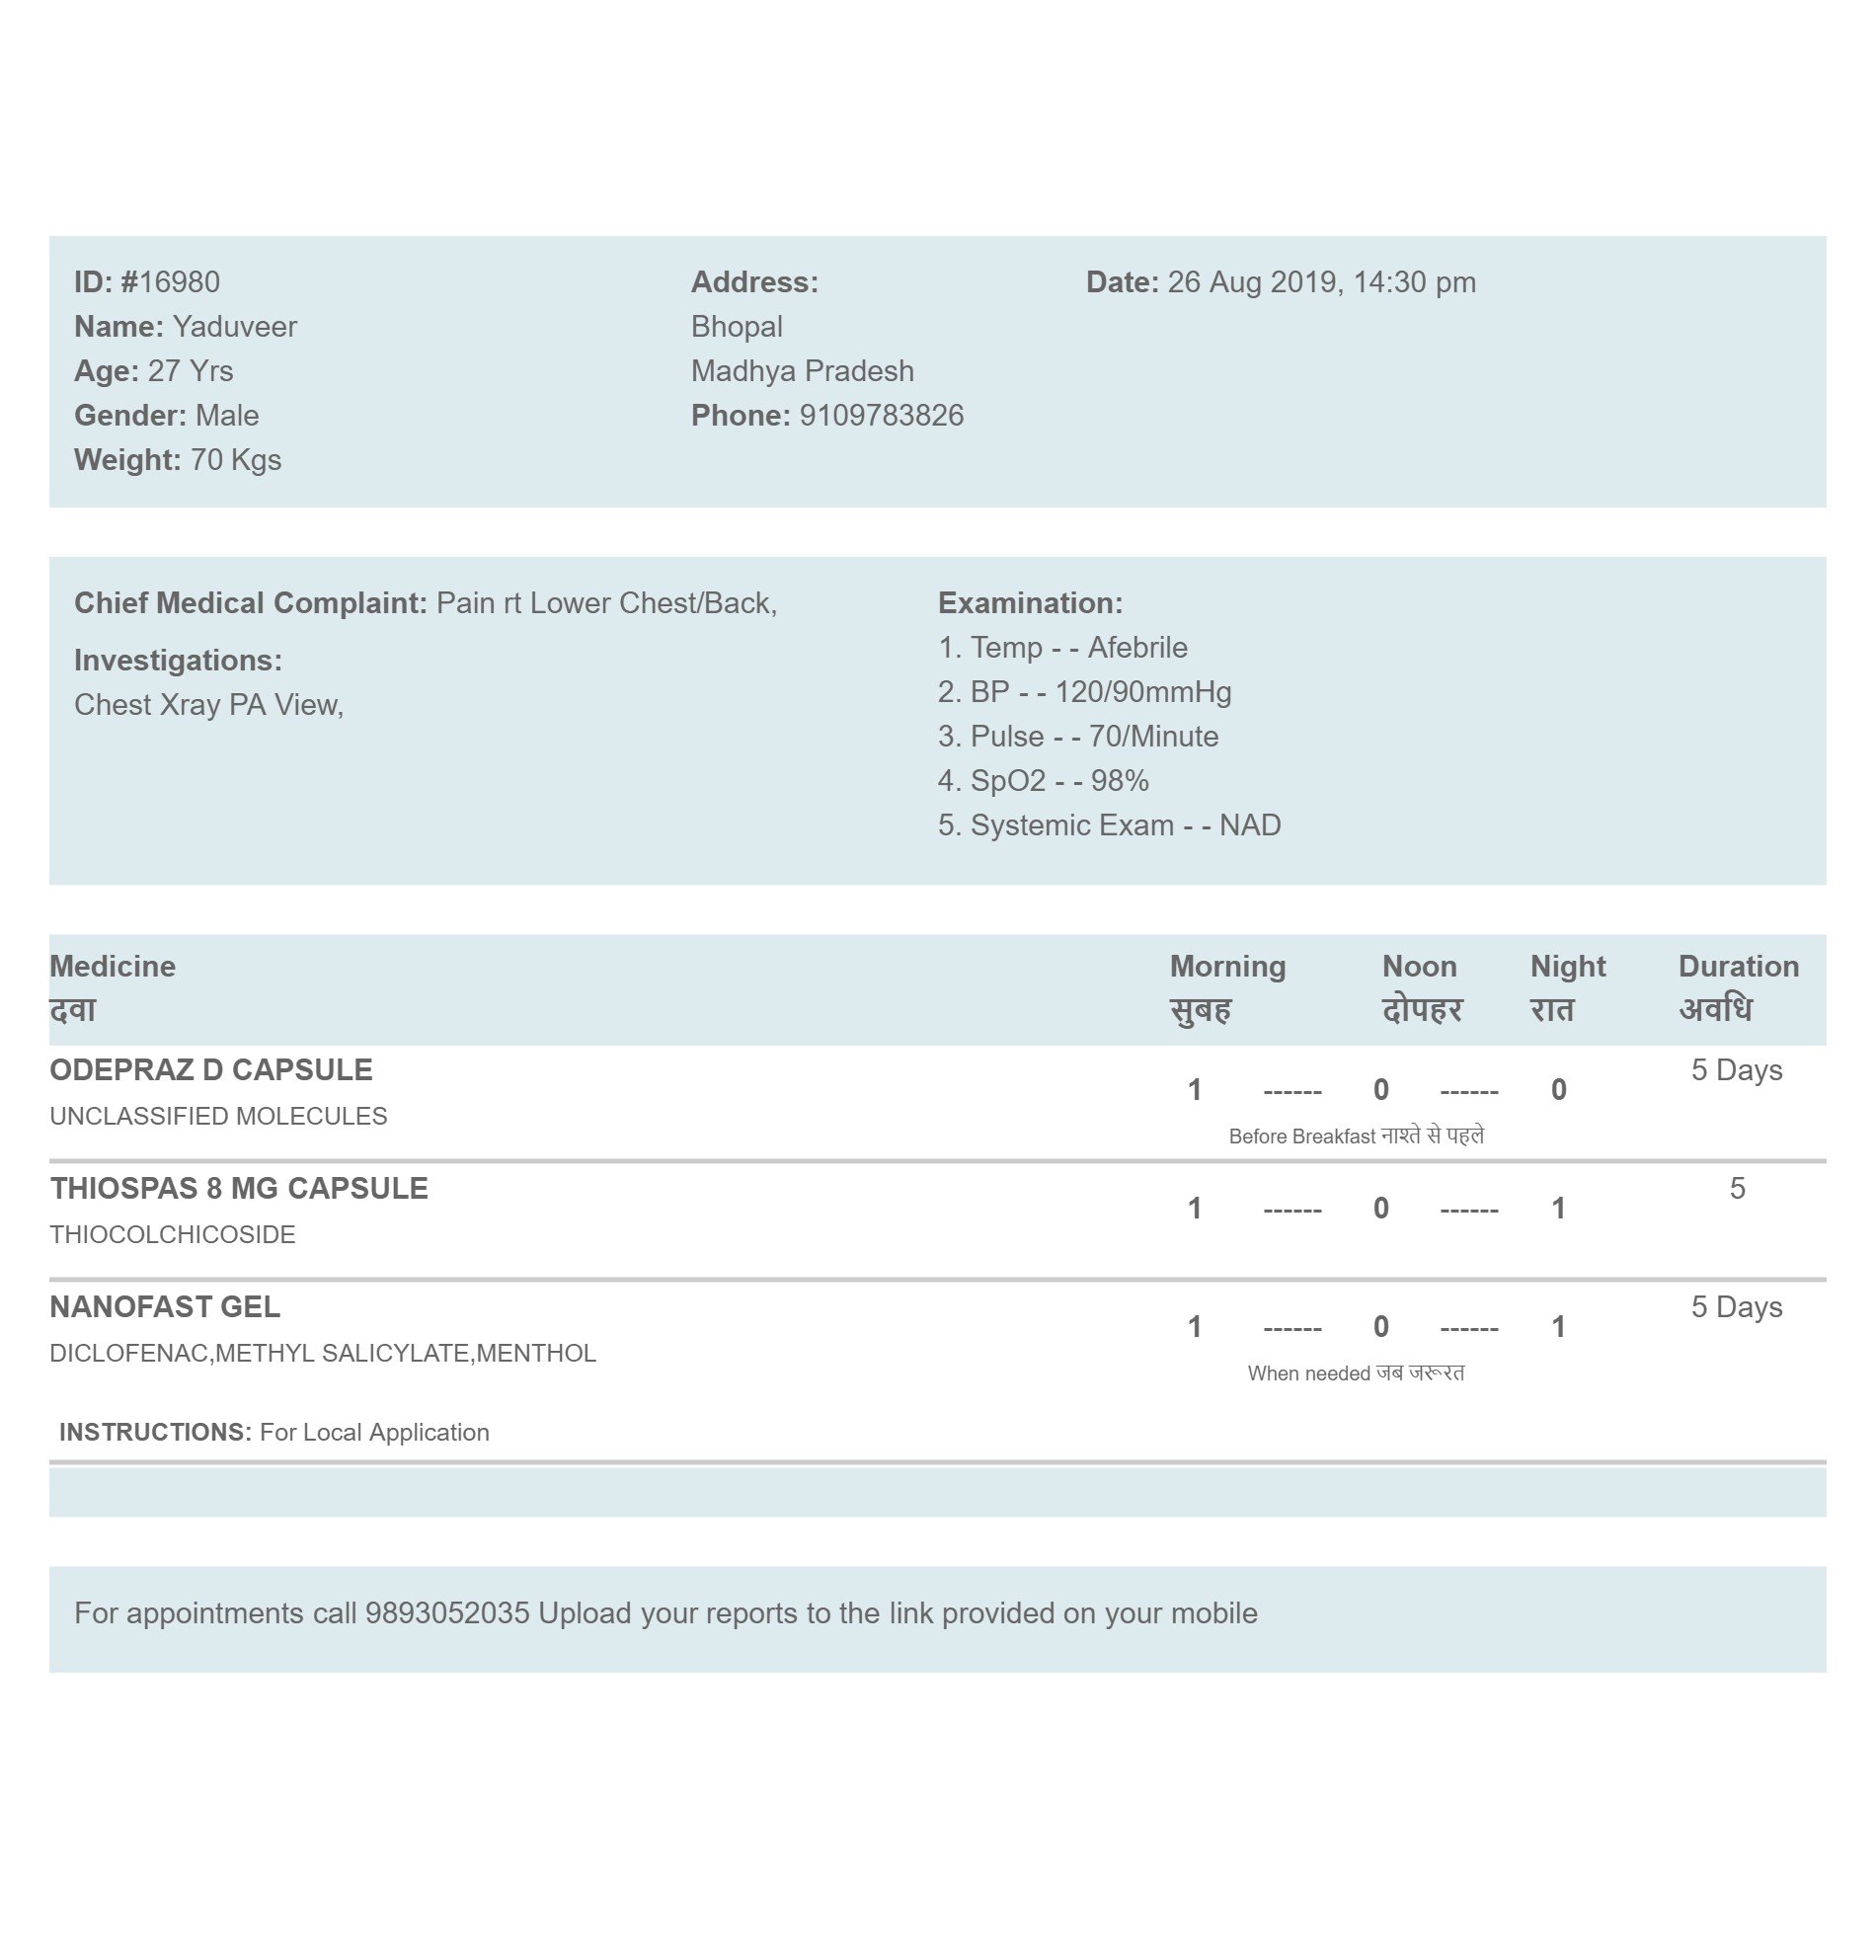 ID: #16980
Name: Yaduveer
Age: 27 Yrs
Gender: Male
Weight: 70 Kgs
Address:
Bhopal
Madhya Pradesh
Phone: 9109783826
Date: 26 Aug 2019, 14:30 pm
Chief Medical Complaint: Pain rt Lower Chest/Back,
Investigations:
Chest Xray PA View,
Examination:
1. Temp - - Afebrile
2. BP - - 120/90mmHg
3. Pulse - - 70/Minute
4. SpO2 - - 98%
5. Systemic Exam - - NAD
Medicine Morning Noon Night Duration
दवा सुबह दोपहर रात अवधि
ODEPRAZ D CAPSULE 5 Days
1 ------ 0 ------ 0
UNCLASSIFIED MOLECULES
Before Breakfast नाश्ते से पहले
THIOSPAS 8 MG CAPSULE 5
1 ------ 0 ------ 1
THIOCOLCHICOSIDE
NANOFAST GEL 5 Days
1 ------ 0 ------ 1
DICLOFENAC,METHYL SALICYLATE,MENTHOL
When needed जब जरूरत
INSTRUCTIONS: For Local Application
For appointments call 9893052035 Upload your reports to the link provided on your mobile